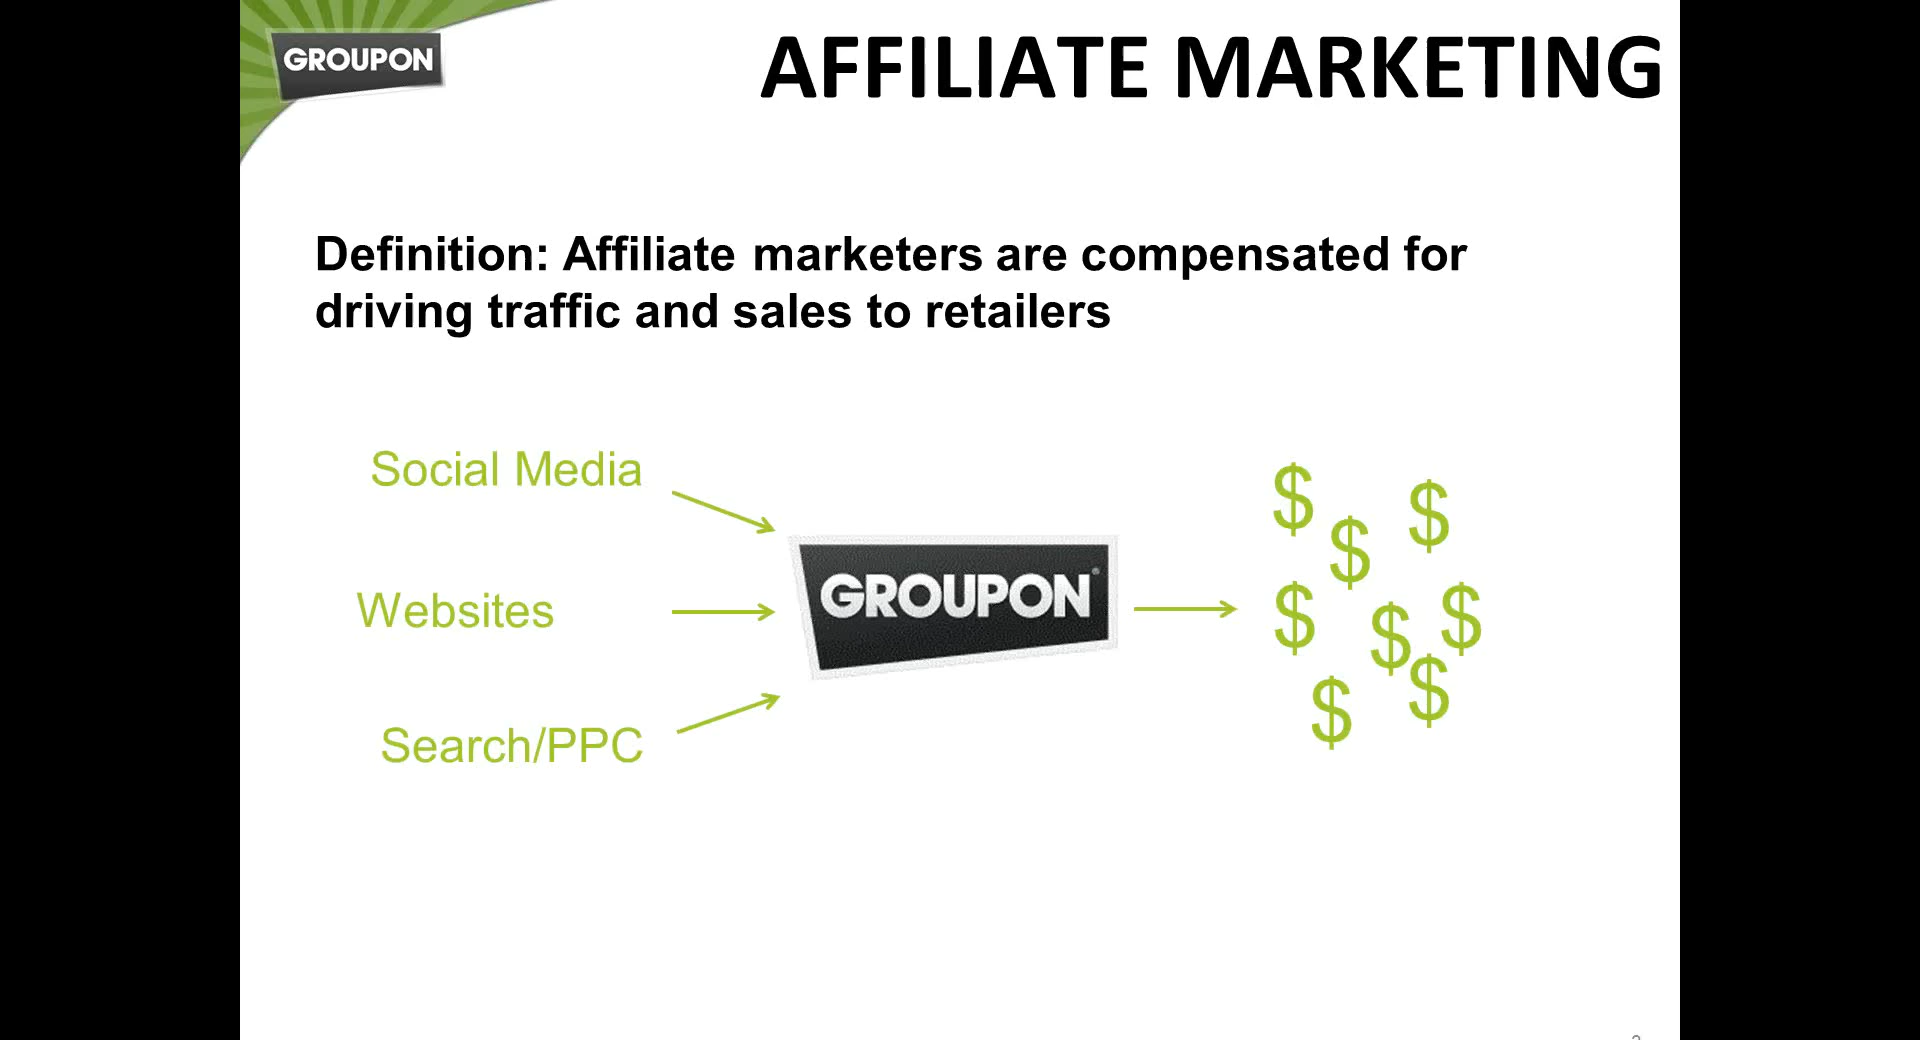 GROUPON
AFFILIATE MARKETING
Definition: Affiliate marketers are compensated for
driving traffic and sales to retailers
Social Media
Websites
Search/PPC
GROUPON®
$
$
$
$
$
$
$
$